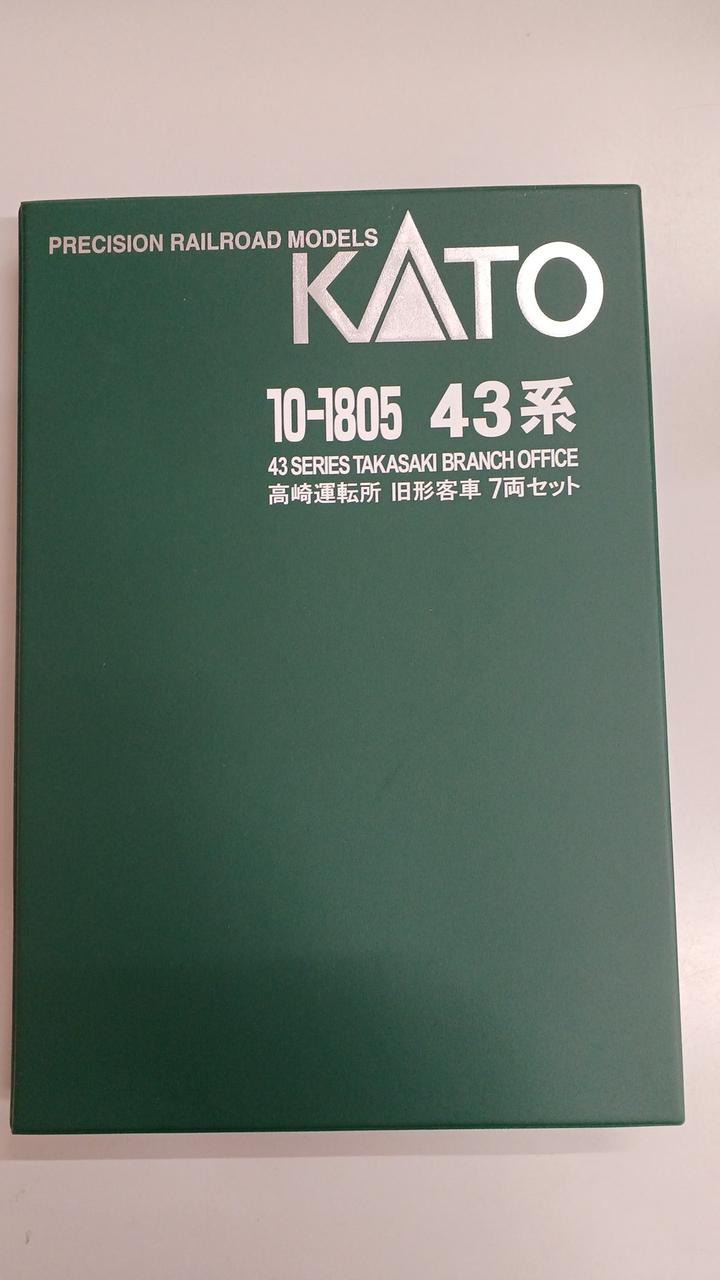 PRECISION RAILROAD MODELS
KATO
10-1805 43系
43 SERIES TAKASAKI BRANCH OFFICE
高崎運転所 旧形客車 7両セット